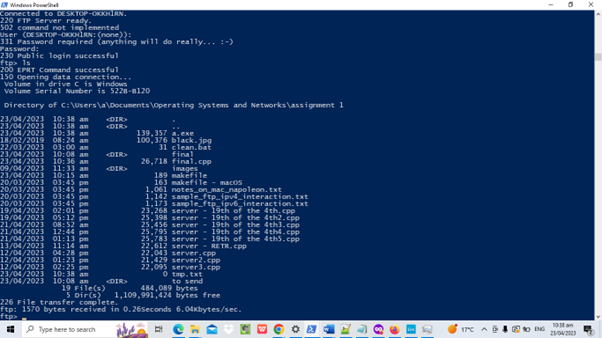 Windows PowerShell
Connected to DESKTOP-OKKH1RN.
220 FTP Server ready.
502 command not implemented
User (DESKTOP-OKKH1RN:(none)):
331 Password required (anything will do really... :-)
Password:
230 Public login successful
ftp> ls
200 EPRT Command successful
150 Opening data connection...
 Volume in drive C is Windows
 Volume Serial Number is 522B-B120
 Directory of C:\Users\a\Documents\Operating Systems and Networks\assignment 1
23/04/2023  10:38 am    <DIR>          .
23/04/2023  10:38 am    <DIR>          ..
23/04/2023  10:38 am           139,357 a.exe
18/02/2019  08:24 am           100,376 black.jpg
22/03/2023  03:00 am                31 clean.bat
23/04/2023  10:08 am    <DIR>          final
23/04/2023  10:36 am            26,718 final.cpp
09/04/2023  11:33 am    <DIR>          images
23/04/2023  10:15 am               189 makefile
20/03/2023  03:45 pm               163 makefile - macOS
20/03/2023  03:45 pm             1,061 notes_on_mac_napoleon.txt
20/03/2023  03:45 pm             1,142 sample_ftp_ipv4_interaction.txt
20/03/2023  03:45 pm             1,173 sample_ftp_ipv6_interaction.txt
19/04/2023  02:01 pm            23,268 server - 19th of the 4th.cpp
19/04/2023  05:12 pm            25,398 server - 19th of the 4th2.cpp
21/04/2023  08:52 am            25,456 server - 19th of the 4th3.cpp
21/04/2023  12:44 pm            25,795 server - 19th of the 4th4.cpp
22/04/2023  01:13 pm            25,783 server - 19th of the 4th5.cpp
13/04/2023  11:14 am            22,612 server - RETR.cpp
12/04/2023  04:28 pm            22,043 server.cpp
12/04/2023  01:23 pm            21,429 server2.cpp
12/04/2023  02:25 pm            22,095 server3.cpp
23/04/2023  10:38 am                 0 tmp.txt
23/04/2023  10:08 am    <DIR>          to send
19 File(s)        484,089 bytes
5 Dir(s)   1,109,991,424 bytes free
226 File transfer complete.
ftp: 1570 bytes received in 0.26Seconds 6.04Kbytes/sec.
ftp>
Type here to search
17°C
ENG
10:38 am
23/04/2023